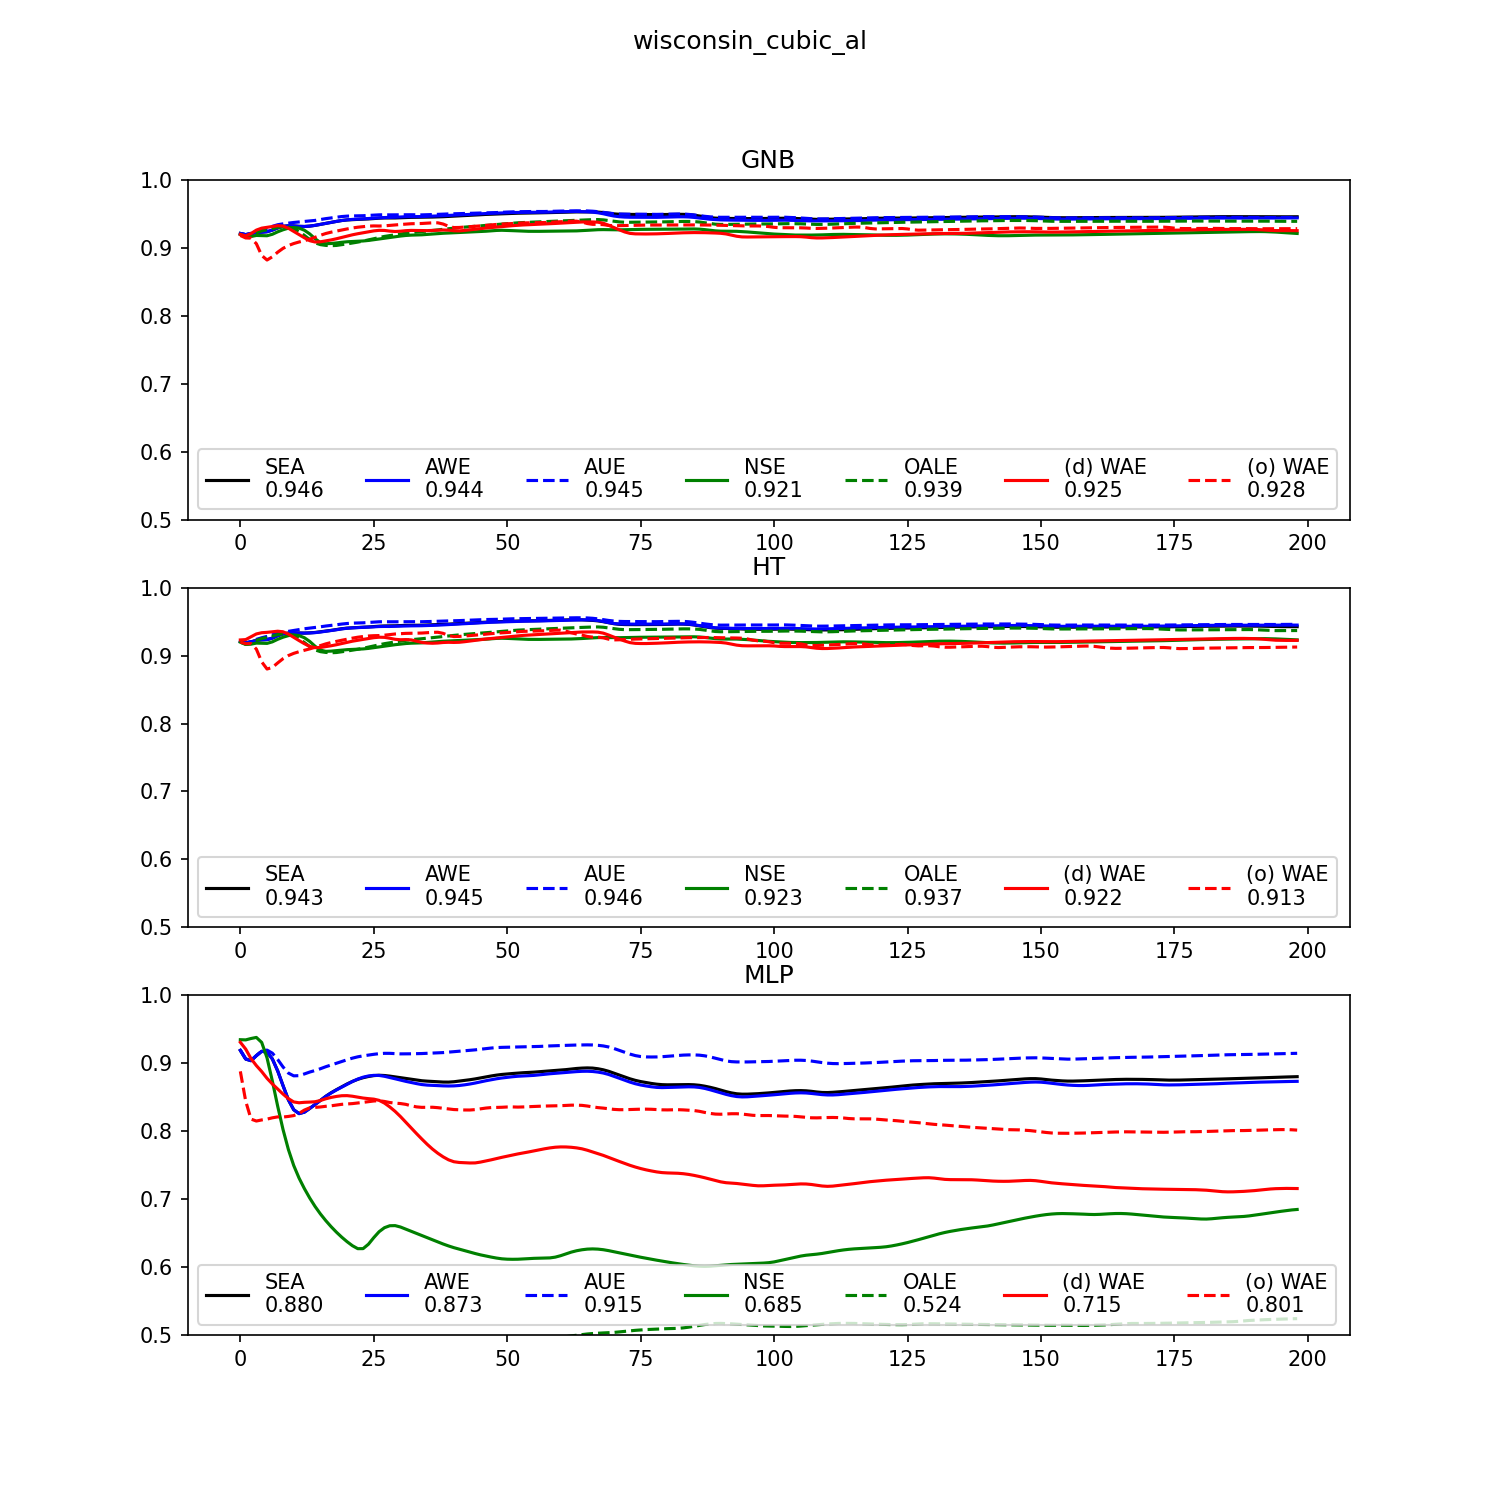 wisconsin_cubic_al
GNB
1.0
0.9
0.8
0.7
0.6
0.5
SEA AWE AUE NSE OALE (d) WAE (o) WAE
0.946 0.944 0.945 0.921 0.939 0.925 0.928
0 25 50 75 100 125 150 175 200
HT
1.0
0.9
0.8
0.7
0.6
0.5
SEA AWE AUE NSE OALE (d) WAE (o) WAE
0.943 0.945 0.946 0.923 0.937 0.922 0.913
0 25 50 75 100 125 150 175 200
MLP
1.0
0.9
0.8
0.7
0.6
0.5
SEA AWE AUE NSE OALE (d) WAE (o) WAE
0.880 0.873 0.915 0.685 0.524 0.715 0.801
0 25 50 75 100 125 150 175 200